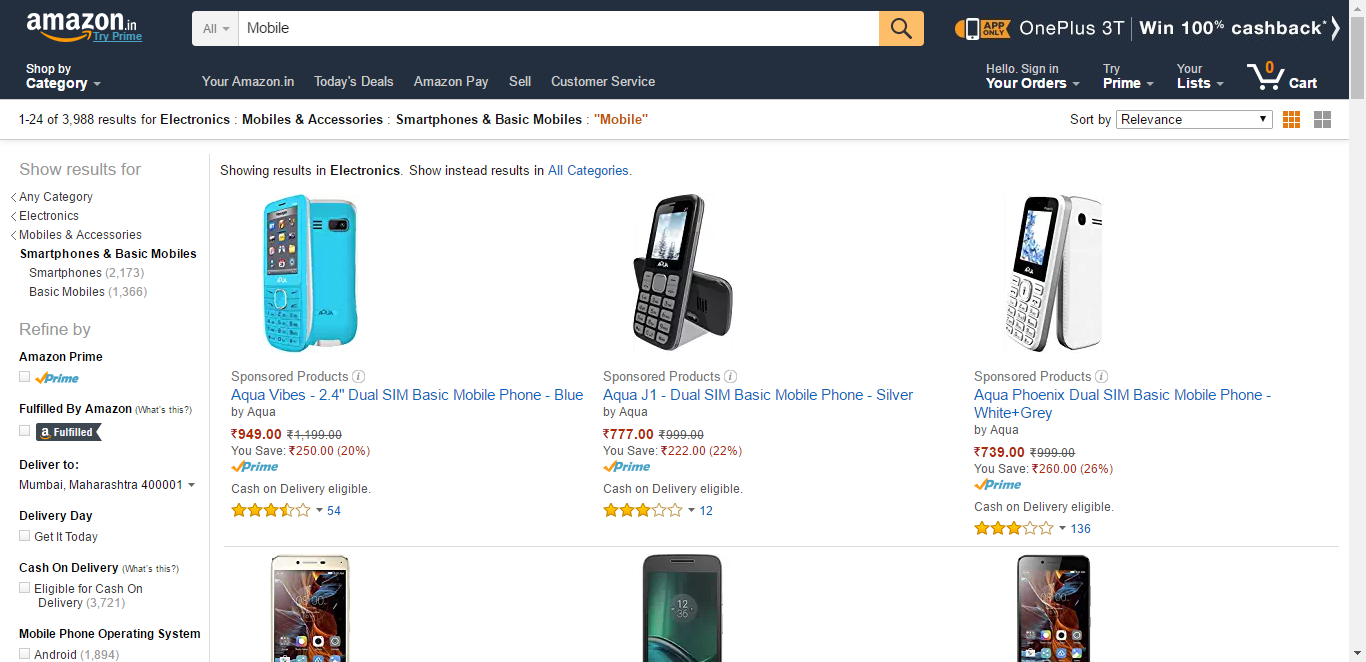 amazon.in
Try Prime
All
Mobile
APP ONLY
OnePlus 3T
Win 100% cashback*
Shop by
Category
Your Amazon.in
Today's Deals
Amazon Pay
Sell
Customer Service
Hello. Sign in
Your Orders
Try
Prime
Your
Lists
0
Cart
1-24 of 3,988 results for Electronics : Mobiles & Accessories : Smartphones & Basic Mobiles : "Mobile"
Sort by
Relevance
Show results for
Any Category
Electronics
Mobiles & Accessories
Smartphones & Basic Mobiles
Smartphones (2,173)
Basic Mobiles (1,366)
Refine by
Amazon Prime
Prime
Fulfilled By Amazon (What's this?)
a Fulfilled
Deliver to:
Mumbai, Maharashtra 400001
Delivery Day
Get It Today
Cash On Delivery (What's this?)
Eligible for Cash On
Delivery (3,721)
Mobile Phone Operating System
Android (1,894)
Showing results in Electronics. Show instead results in All Categories.
AQUA
AQUA
Sponsored Products
Aqua Vibes - 2.4" Dual SIM Basic Mobile Phone - Blue
by Aqua
₹949.00 ₹1,199.00
You Save: ₹250.00 (20%)
Prime
Cash on Delivery eligible.
54
AQUA
Sponsored Products
Aqua J1 - Dual SIM Basic Mobile Phone - Silver
by Aqua
₹777.00 ₹999.00
You Save: ₹222.00 (22%)
Prime
Cash on Delivery eligible.
12
AQUA
Sponsored Products
Aqua Phoenix Dual SIM Basic Mobile Phone -
White+Grey
by Aqua
₹739.00 ₹999.00
You Save: ₹260.00 (26%)
Prime
Cash on Delivery eligible.
136
09:00
12
36
09:00